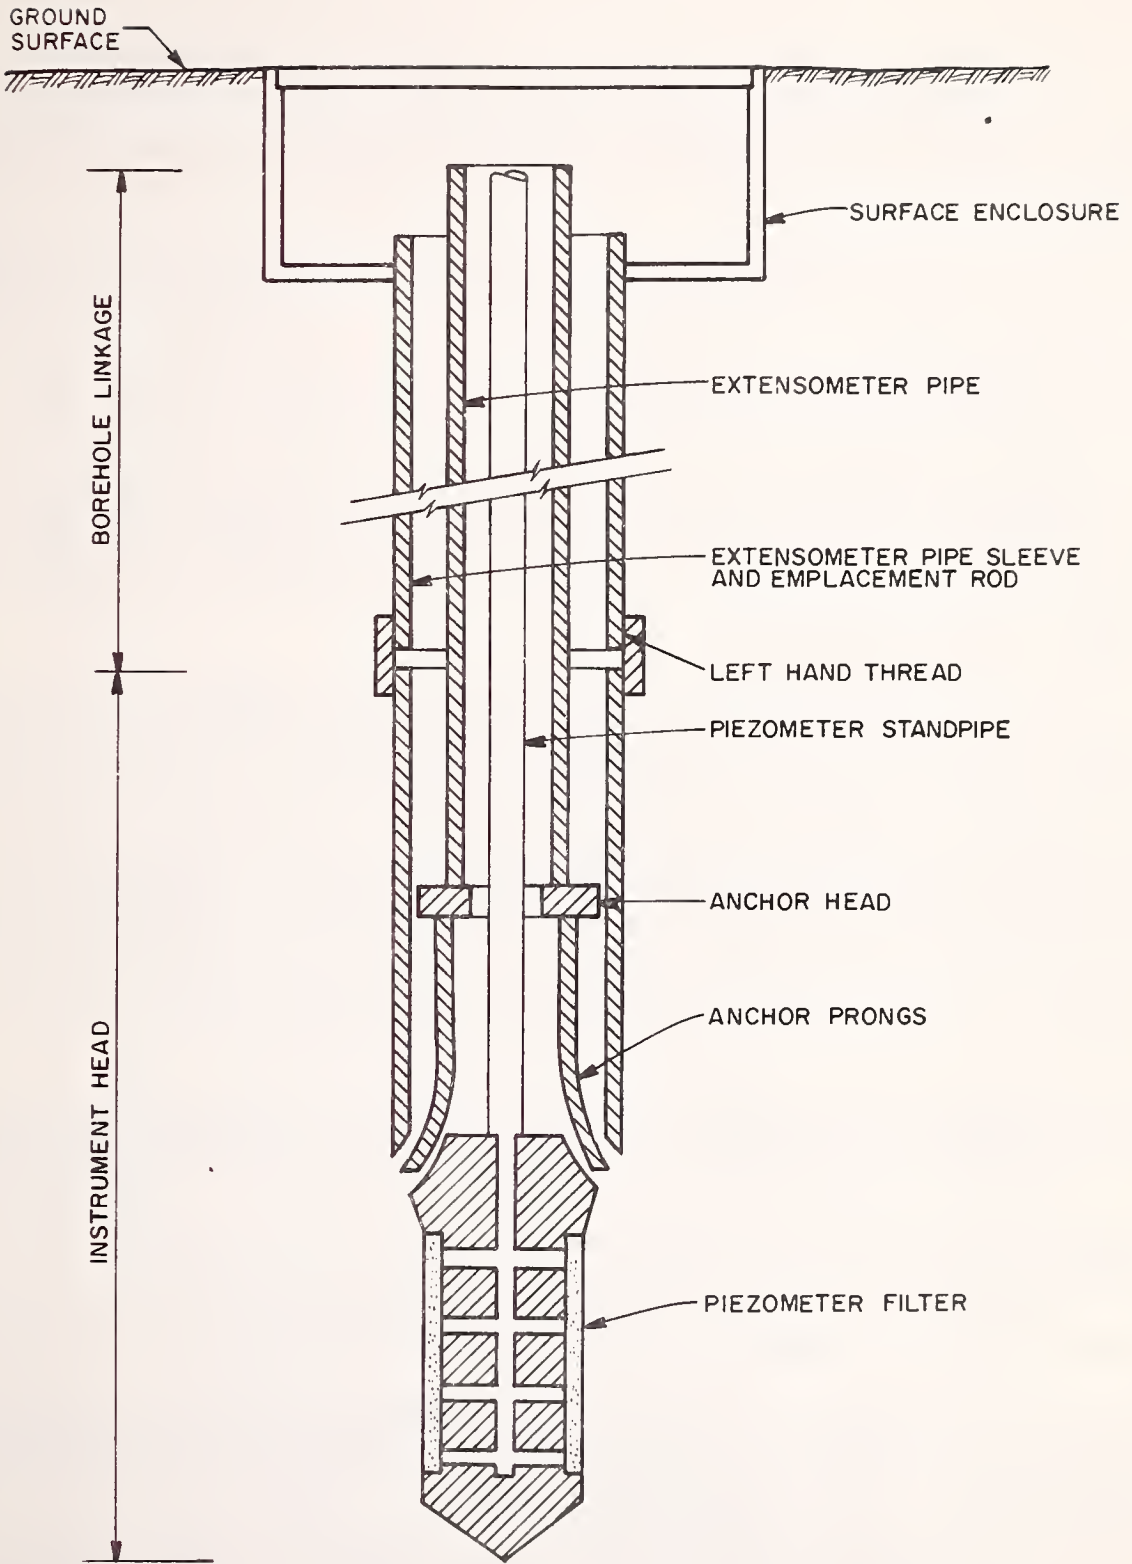 GROUND
SURFACE
SURFACE ENCLOSURE
BOREHOLE LINKAGE
EXTENSOMETER PIPE
EXTENSOMETER PIPE SLEEVE
AND EMPLACEMENT ROD
LEFT HAND THREAD
PIEZOMETER STANDPIPE
ANCHOR HEAD
ANCHOR PRONGS
INSTRUMENT HEAD
PIEZOMETER FILTER